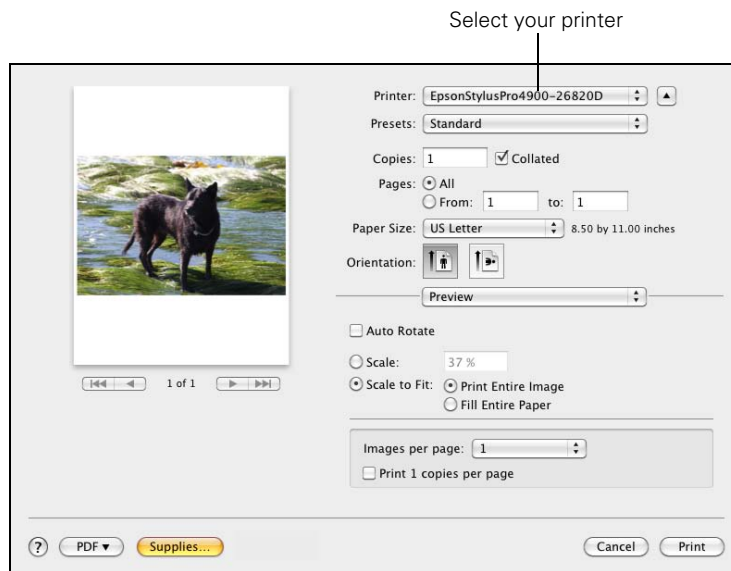 Select your printer
Printer: EpsonStylusPro4900-26820D
Presets: Standard
Copies: 1 Collated
Pages: All
From: 1 to: 1
Paper Size: US Letter 8.50 by 11.00 inches
Orientation:
Preview
Auto Rotate
Scale: 37 %
Scale to Fit: Print Entire Image
Fill Entire Paper
1 of 1
Images per page: 1
Print 1 copies per page
? PDF Supplies... Cancel Print